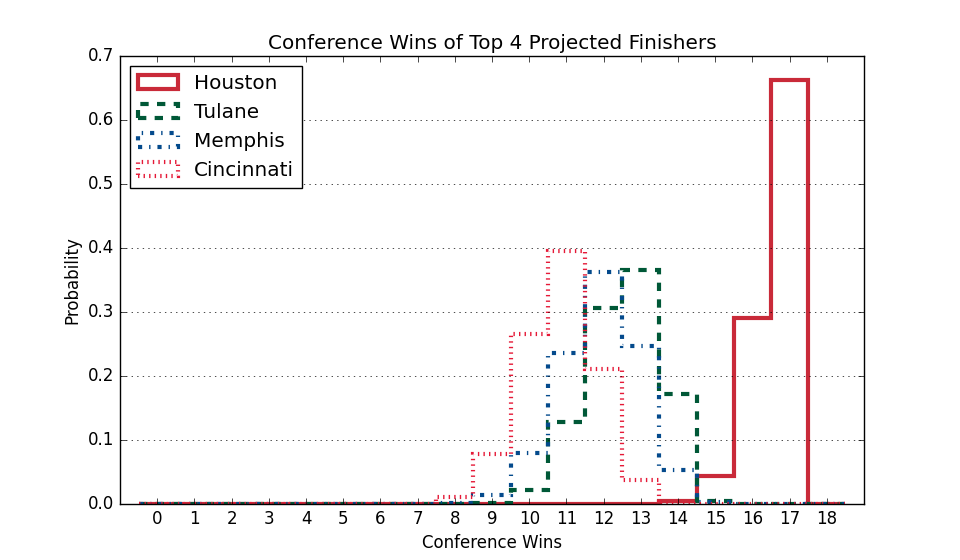 Conference Wins of Top 4 Projected Finishers
0.7
0.6
0.5
0.4
0.3
0.2
0.1
0.0
Probability
Houston
Tulane
Memphis
Cincinnati
0 1 2 3 4 5 6 7 8 9 10 11 12 13 14 15 16 17 18
Conference Wins